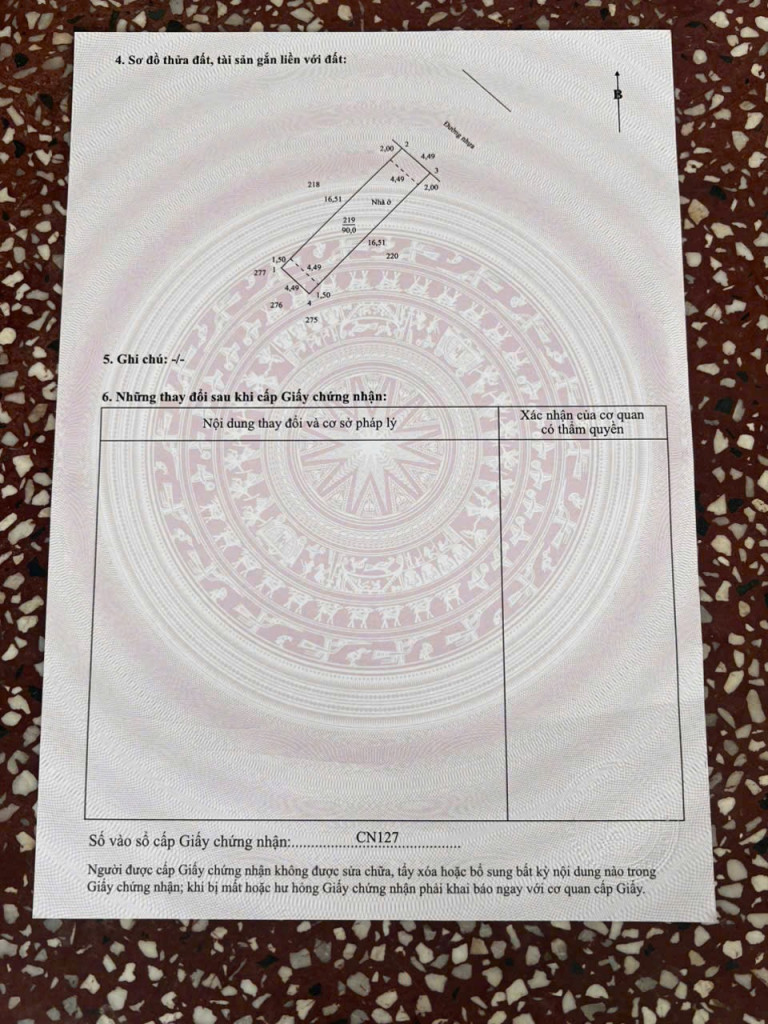 4. Sơ đồ thửa đất, tài sản gắn liền với đất:
B
Đường nhựa
2,00
2
4,49
3
4,49
2,00
218
16,51
Nhà ở
219
90,0
16,51
220
1,50
277
1
4,49
4,49
1,50
276
4
275
5. Ghi chú: -/-
6. Những thay đổi sau khi cấp Giấy chứng nhận:
Nội dung thay đổi và cơ sở pháp lý
Xác nhận của cơ quan
có thẩm quyền
Số vào sổ cấp Giấy chứng nhận:..........CN127..........
Người được cấp Giấy chứng nhận không được sửa chữa, tẩy xóa hoặc bổ sung bất kỳ nội dung nào trong
Giấy chứng nhận; khi bị mất hoặc hư hỏng Giấy chứng nhận phải khai báo ngay với cơ quan cấp Giấy.